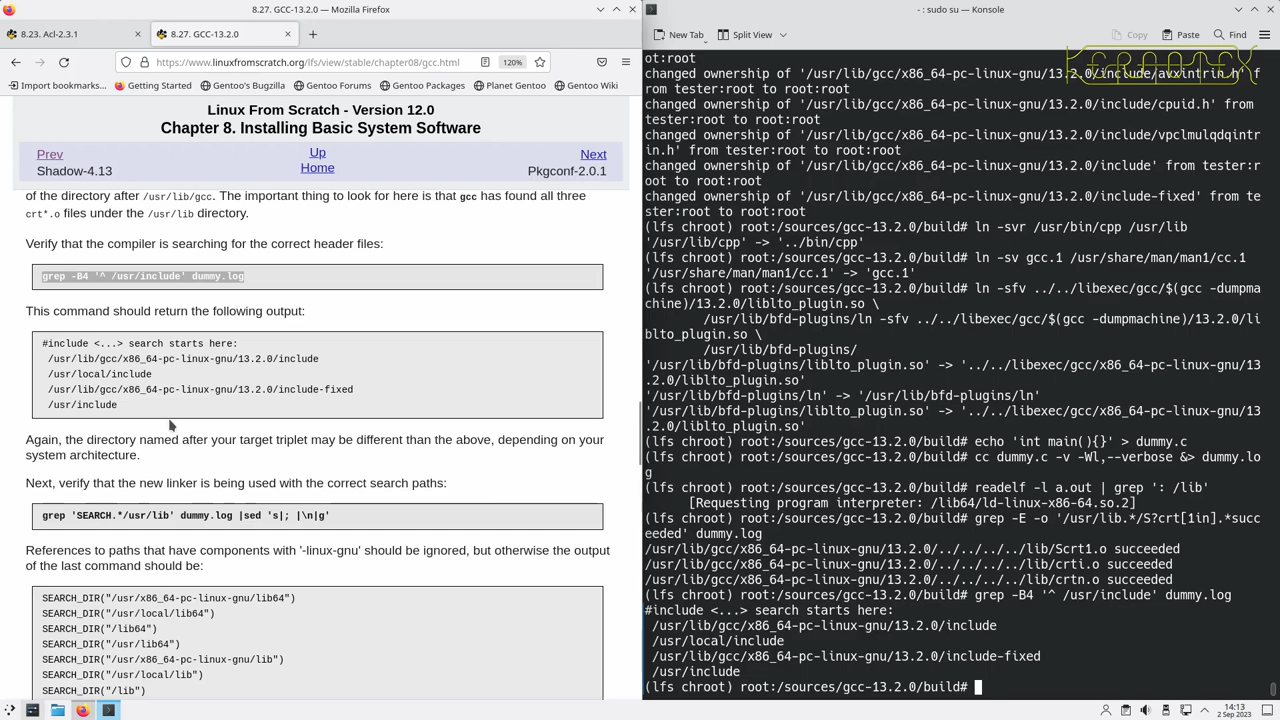 8.27. GCC-13.2.0 — Mozilla Firefox
8.23. Acl-2.3.1
8.27. GCC-13.2.0
https://www.linuxfromscratch.org/lfs/view/stable/chapter08/gcc.html
120%
Import bookmarks... Getting Started Gentoo's Bugzilla Gentoo Forums Gentoo Packages Planet Gentoo Gentoo Wiki
Linux From Scratch - Version 12.0
Chapter 8. Installing Basic System Software
Prev Up Next
Shadow-4.13 Home Pkgconf-2.0.1
of the directory after /usr/lib/gcc. The important thing to look for here is that gcc has found all three
crt*.o files under the /usr/lib directory.
Verify that the compiler is searching for the correct header files:
grep -B4 '^ /usr/include' dummy.log
This command should return the following output:
#include <...> search starts here:
/usr/lib/gcc/x86_64-pc-linux-gnu/13.2.0/include
/usr/local/include
/usr/lib/gcc/x86_64-pc-linux-gnu/13.2.0/include-fixed
/usr/include
Again, the directory named after your target triplet may be different than the above, depending on your
system architecture.
Next, verify that the new linker is being used with the correct search paths:
grep 'SEARCH.*/usr/lib' dummy.log |sed 's|; |\n|g'
References to paths that have components with '-linux-gnu' should be ignored, but otherwise the output
of the last command should be:
SEARCH_DIR("/usr/x86_64-pc-linux-gnu/lib64")
SEARCH_DIR("/usr/local/lib64")
SEARCH_DIR("/lib64")
SEARCH_DIR("/usr/lib64")
SEARCH_DIR("/usr/x86_64-pc-linux-gnu/lib")
SEARCH_DIR("/usr/local/lib")
SEARCH_DIR("/lib")
- : sudo su — Konsole
New Tab Split View Copy Paste Find
ot:root
changed ownership of '/usr/lib/gcc/x86_64-pc-linux-gnu/13.2.0/include/avxintrin.h' f
rom tester:root to root:root
changed ownership of '/usr/lib/gcc/x86_64-pc-linux-gnu/13.2.0/include/cpuid.h' from
tester:root to root:root
changed ownership of '/usr/lib/gcc/x86_64-pc-linux-gnu/13.2.0/include/vpclmulqdqintr
in.h' from tester:root to root:root
changed ownership of '/usr/lib/gcc/x86_64-pc-linux-gnu/13.2.0/include' from tester:r
oot to root:root
changed ownership of '/usr/lib/gcc/x86_64-pc-linux-gnu/13.2.0/include-fixed' from te
ster:root to root:root
(lfs chroot) root:/sources/gcc-13.2.0/build# ln -svr /usr/bin/cpp /usr/lib
'/usr/lib/cpp' -> '../bin/cpp'
(lfs chroot) root:/sources/gcc-13.2.0/build# ln -sv gcc.1 /usr/share/man/man1/cc.1
'/usr/share/man/man1/cc.1' -> 'gcc.1'
(lfs chroot) root:/sources/gcc-13.2.0/build# ln -sfv ../../libexec/gcc/$(gcc -dumpma
chine)/13.2.0/liblto_plugin.so \
/usr/lib/bfd-plugins/ln -sfv ../../libexec/gcc/$(gcc -dumpmachine)/13.2.0/li
blto_plugin.so \
/usr/lib/bfd-plugins/
'/usr/lib/bfd-plugins/liblto_plugin.so' -> '../../libexec/gcc/x86_64-pc-linux-gnu/13
.2.0/liblto_plugin.so'
'/usr/lib/bfd-plugins/ln' -> '/usr/lib/bfd-plugins/ln'
'/usr/lib/bfd-plugins/liblto_plugin.so' -> '../../libexec/gcc/x86_64-pc-linux-gnu/13
.2.0/liblto_plugin.so'
(lfs chroot) root:/sources/gcc-13.2.0/build# echo 'int main(){}' > dummy.c
(lfs chroot) root:/sources/gcc-13.2.0/build# cc dummy.c -v -Wl,--verbose &> dummy.lo
g
(lfs chroot) root:/sources/gcc-13.2.0/build# readelf -l a.out | grep ': /lib'
[Requesting program interpreter: /lib64/ld-linux-x86-64.so.2]
(lfs chroot) root:/sources/gcc-13.2.0/build# grep -E -o '/usr/lib.*/S?crt[1in].*succ
eeded' dummy.log
/usr/lib/gcc/x86_64-pc-linux-gnu/13.2.0/../../../../lib/Scrt1.o succeeded
/usr/lib/gcc/x86_64-pc-linux-gnu/13.2.0/../../../../lib/crti.o succeeded
/usr/lib/gcc/x86_64-pc-linux-gnu/13.2.0/../../../../lib/crtn.o succeeded
(lfs chroot) root:/sources/gcc-13.2.0/build# grep -B4 '^ /usr/include' dummy.log
#include <...> search starts here:
/usr/lib/gcc/x86_64-pc-linux-gnu/13.2.0/include
/usr/local/include
/usr/lib/gcc/x86_64-pc-linux-gnu/13.2.0/include-fixed
/usr/include
(lfs chroot) root:/sources/gcc-13.2.0/build#
14:13
2 Sep 2023